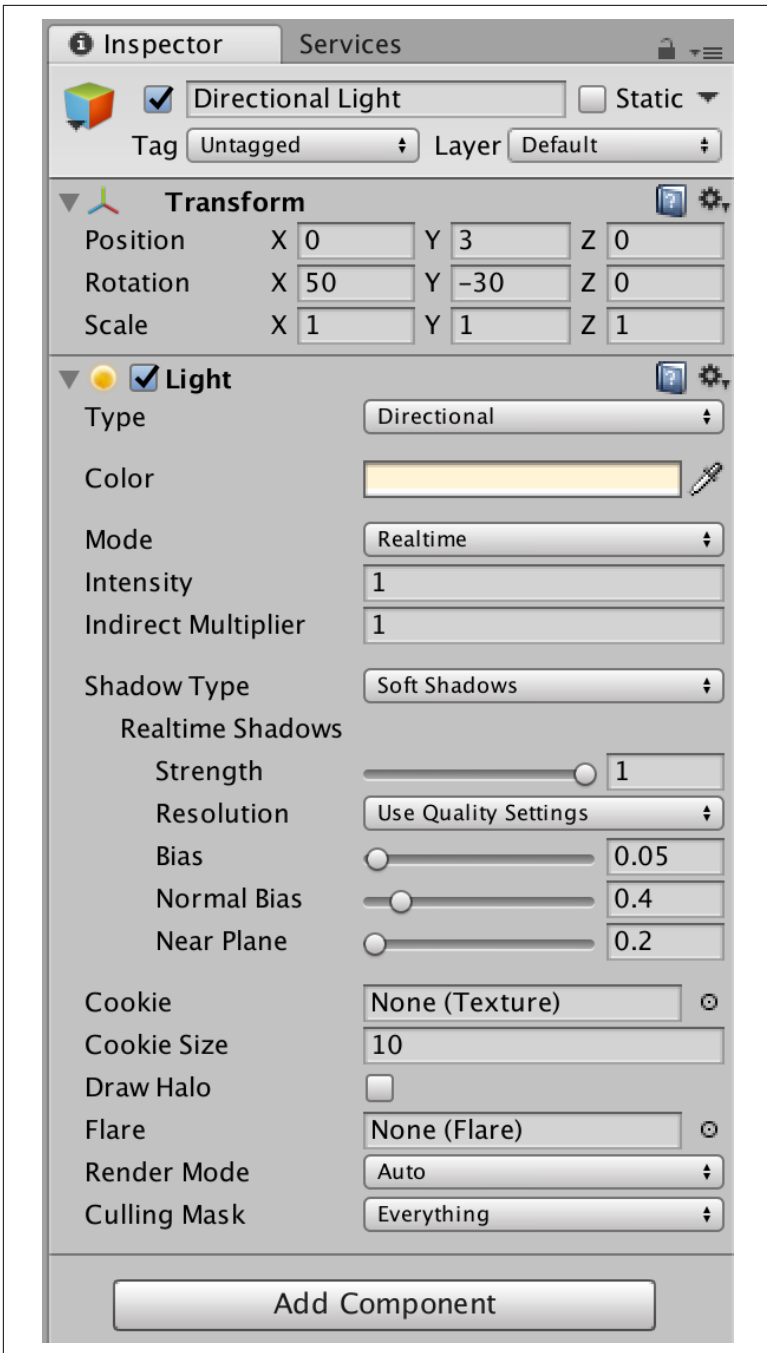 Inspector Services
Directional Light Static
Tag Untagged Layer Default
Transform
Position X 0 Y 3 Z 0
Rotation X 50 Y −30 Z 0
Scale X 1 Y 1 Z 1
Light
Type Directional
Color
Mode Realtime
Intensity 1
Indirect Multiplier 1
Shadow Type Soft Shadows
Realtime Shadows
Strength 1
Resolution Use Quality Settings
Bias 0.05
Normal Bias 0.4
Near Plane 0.2
Cookie None (Texture)
Cookie Size 10
Draw Halo
Flare None (Flare)
Render Mode Auto
Culling Mask Everything
Add Component